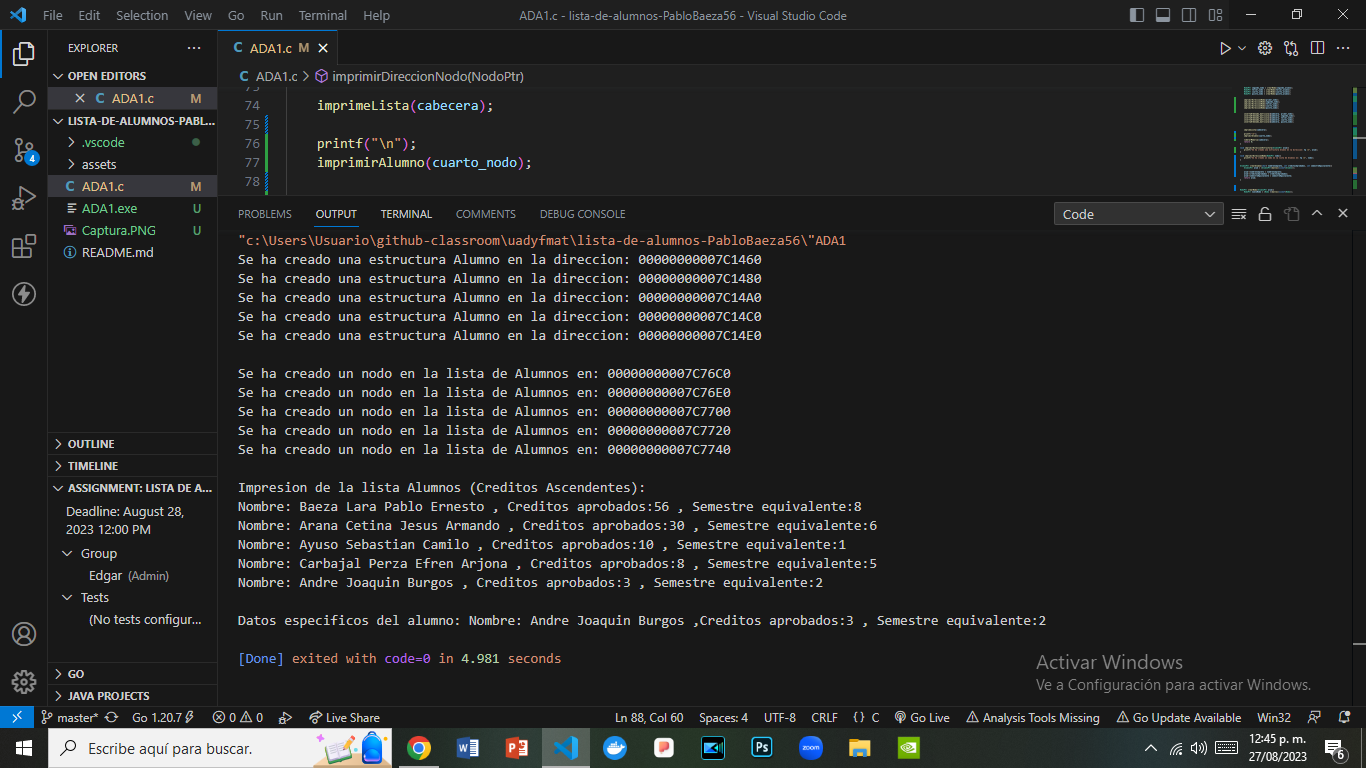 File Edit Selection View Go Run Terminal Help ADA1.c - lista-de-alumnos-PabloBaeza56 - Visual Studio Code
EXPLORER
OPEN EDITORS
ADA1.c M
LISTA-DE-ALUMNOS-PABL...
.vscode
assets
ADA1.c M
ADA1.exe U
Captura.PNG U
README.md
OUTLINE
TIMELINE
ASSIGNMENT: LISTA DE A...
Deadline: August 28,
2023 12:00 PM
Group
Edgar (Admin)
Tests
(No tests configur...
GO
JAVA PROJECTS
4
C ADA1.c M
C ADA1.c > imprimirDireccionNodo(NodoPtr)
73
74 imprimeLista(cabecera);
75
76 printf("\n");
77 imprimirAlumno(cuarto_nodo);
78
PROBLEMS OUTPUT TERMINAL COMMENTS DEBUG CONSOLE Code
"c:\Users\Usuario\github-classroom\uadyfmat\lista-de-alumnos-PabloBaeza56\"ADA1
Se ha creado una estructura Alumno en la direccion: 00000000007C1460
Se ha creado una estructura Alumno en la direccion: 00000000007C1480
Se ha creado una estructura Alumno en la direccion: 00000000007C14A0
Se ha creado una estructura Alumno en la direccion: 00000000007C14C0
Se ha creado una estructura Alumno en la direccion: 00000000007C14E0
Se ha creado un nodo en la lista de Alumnos en: 00000000007C76C0
Se ha creado un nodo en la lista de Alumnos en: 00000000007C76E0
Se ha creado un nodo en la lista de Alumnos en: 00000000007C7700
Se ha creado un nodo en la lista de Alumnos en: 00000000007C7720
Se ha creado un nodo en la lista de Alumnos en: 00000000007C7740
Impresion de la lista Alumnos (Creditos Ascendentes):
Nombre: Baeza Lara Pablo Ernesto , Creditos aprobados:56 , Semestre equivalente:8
Nombre: Arana Cetina Jesus Armando , Creditos aprobados:30 , Semestre equivalente:6
Nombre: Ayuso Sebastian Camilo , Creditos aprobados:10 , Semestre equivalente:1
Nombre: Carbajal Perza Efren Arjona , Creditos aprobados:8 , Semestre equivalente:5
Nombre: Andre Joaquin Burgos , Creditos aprobados:3 , Semestre equivalente:2
Datos especificos del alumno: Nombre: Andre Joaquin Burgos ,Creditos aprobados:3 , Semestre equivalente:2
[Done] exited with code=0 in 4.981 seconds
Activar Windows
Ve a Configuración para activar Windows.
master* Go 1.20.7 0 0 Live Share Ln 88, Col 60 Spaces: 4 UTF-8 CRLF {} C Go Live Analysis Tools Missing Go Update Available Win32
Escribe aquí para buscar.
12:45 p. m.
27/08/2023
6